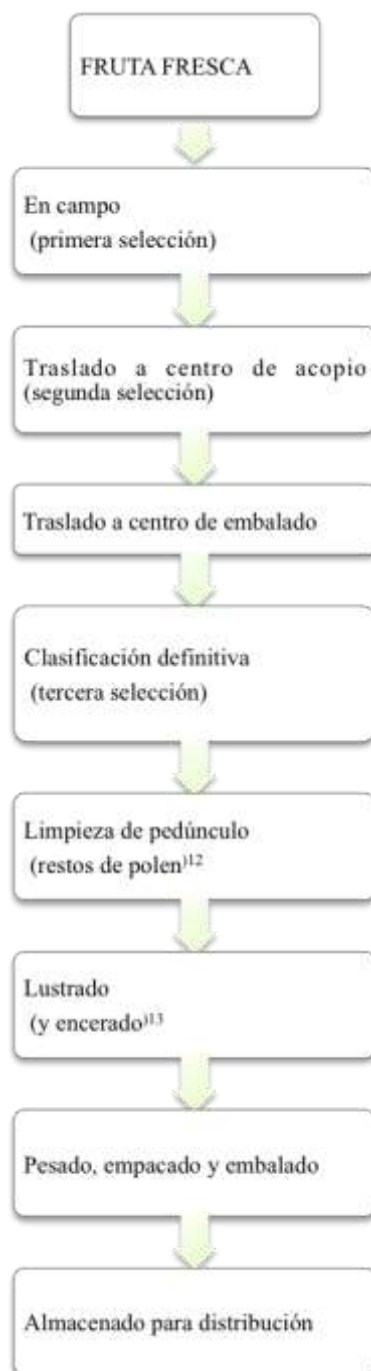 FRUTA FRESCA
En campo
(primera selección)
Traslado a centro de acopio
(segunda selección)
Traslado a centro de embalado
Clasificación definitiva
(tercera selección)
Limpieza de pedúnculo
(restos de polen)12
Lustrado
(y encerado)13
Pesado, empacado y embalado
Almacenado para distribución